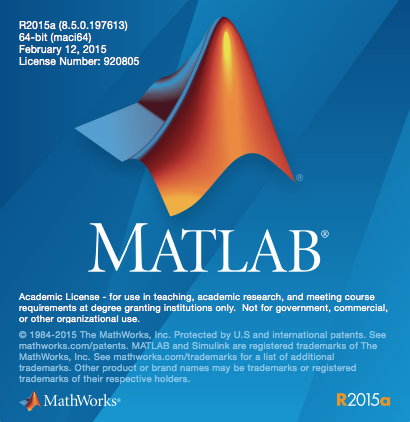 R2015a (8.5.0.197613)
64-bit (maci64)
February 12, 2015
License Number: 920805
®
MATLAB®
Academic License - for use in teaching, academic research, and meeting course
requirements at degree granting institutions only.  Not for government, commercial,
or other organizational use.
© 1984-2015 The MathWorks, Inc. Protected by U.S and international patents. See
mathworks.com/patents. MATLAB and Simulink are registered trademarks of The
MathWorks, Inc. See mathworks.com/trademarks for a list of additional
trademarks. Other product or brand names may be trademarks or registered
trademarks of their respective holders.
MathWorks®
R2015a